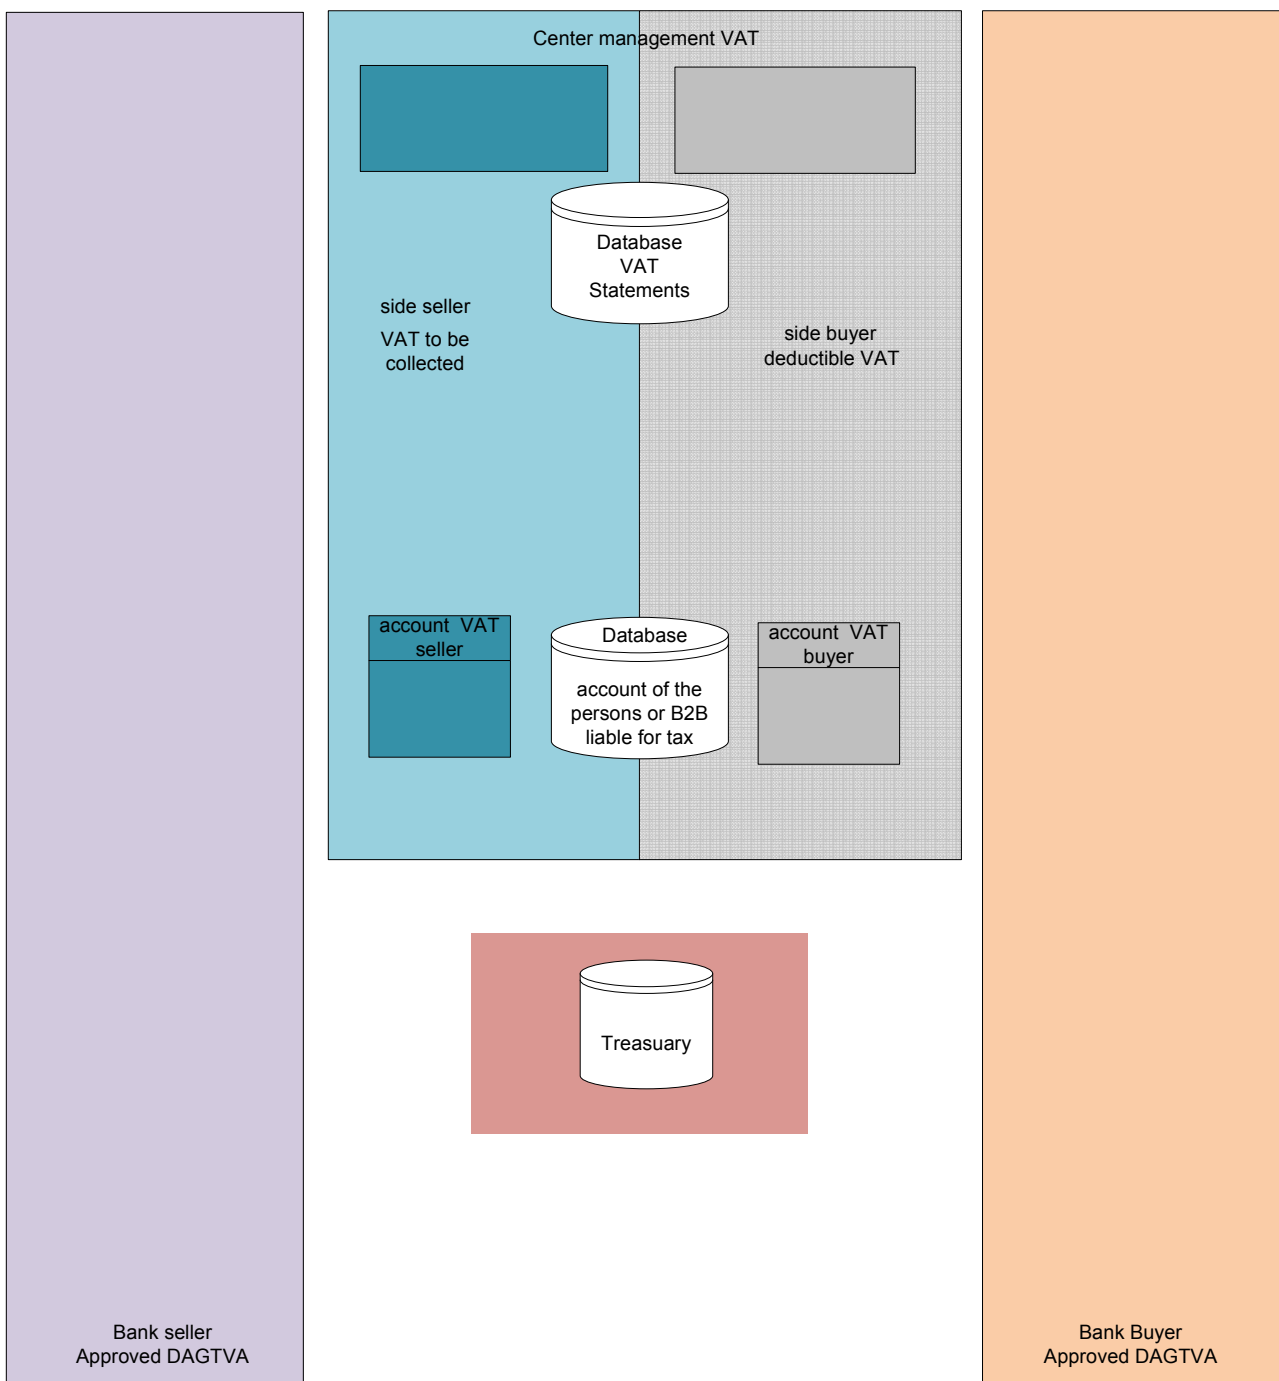 Center management VAT
Database
VAT
Statements
side seller
VAT to be
collected
side buyer
deductible VAT
account VAT
seller
Database
account of the
persons or B2B
liable for tax
account VAT
buyer
Treasuary
Bank seller
Approved DAGTVA
Bank Buyer
Approved DAGTVA